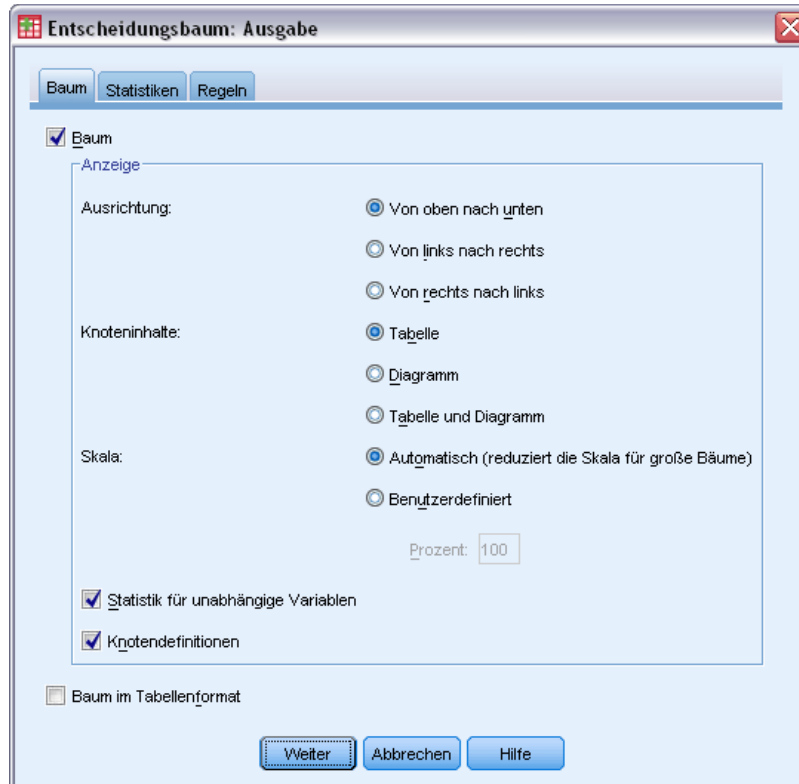 Entscheidungsbaum: Ausgabe
Baum Statistiken Regeln
Baum
Anzeige
Ausrichtung:
Von oben nach unten
Von links nach rechts
Von rechts nach links
Knoteninhalte:
Tabelle
Diagramm
Tabelle und Diagramm
Skala:
Automatisch (reduziert die Skala für große Bäume)
Benutzerdefiniert
Prozent: 100
Statistik für unabhängige Variablen
Knotendefinitionen
Baum im Tabellenformat
Weiter Abbrechen Hilfe